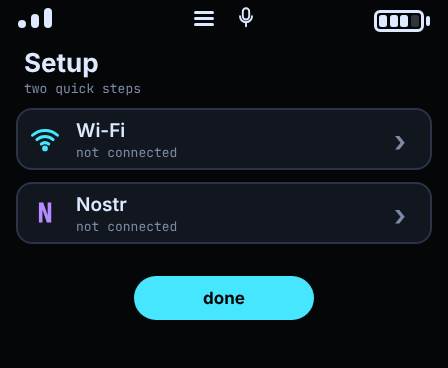 Setup
two quick steps
Wi-Fi
not connected
N
Nostr
not connected
done